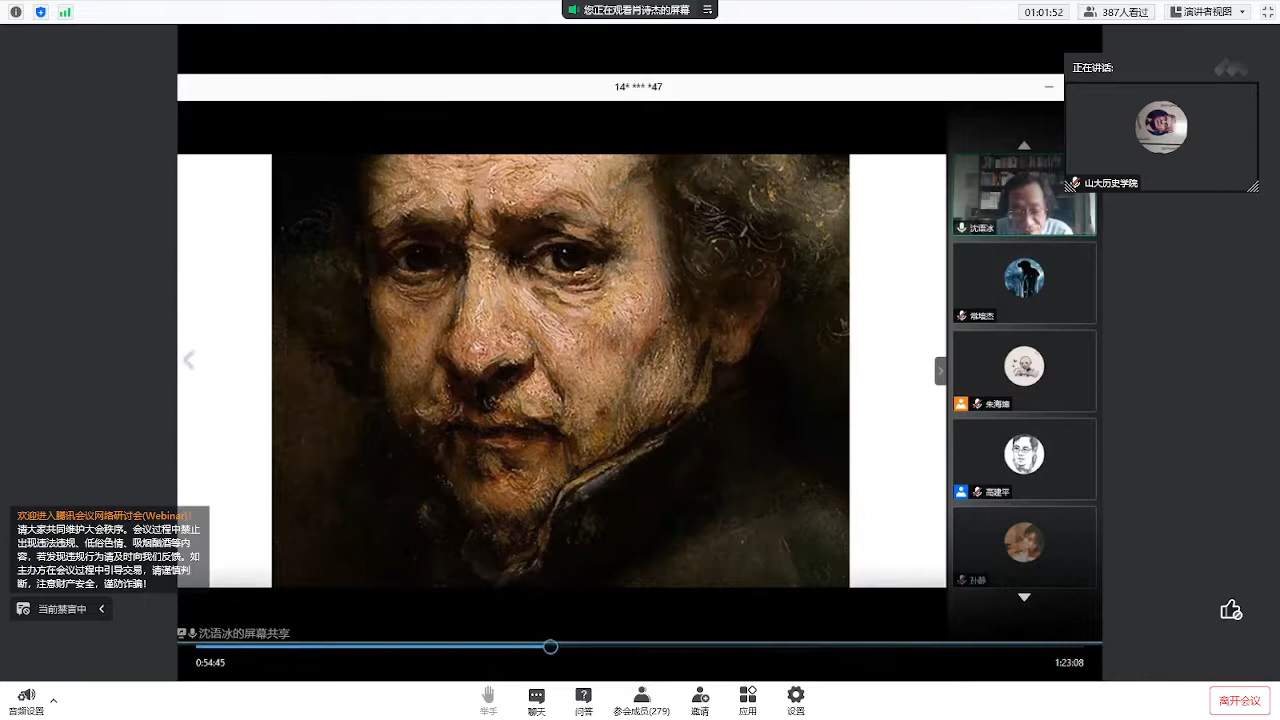 您正在观看肖诗杰的屏幕
01:01:52
387人看过
演讲者视图
14* *** *47
正在讲话:
山大历史学院
沈语冰
常培杰
朱海坤
高建平
孙静
欢迎进入腾讯会议网络研讨会(Webinar)!
请大家共同维护大会秩序。会议过程中禁止
出现违法违规、低俗色情、吸烟酗酒等内
容，若发现违规行为请及时向我们反馈。如
主办方在会议过程中引导交易，请谨慎判
断，注意财产安全，谨防诈骗!
当前禁言中
沈语冰的屏幕共享
0:54:45
1:23:08
音频设置
举手
聊天
问答
参会成员(279)
邀请
应用
设置
离开会议